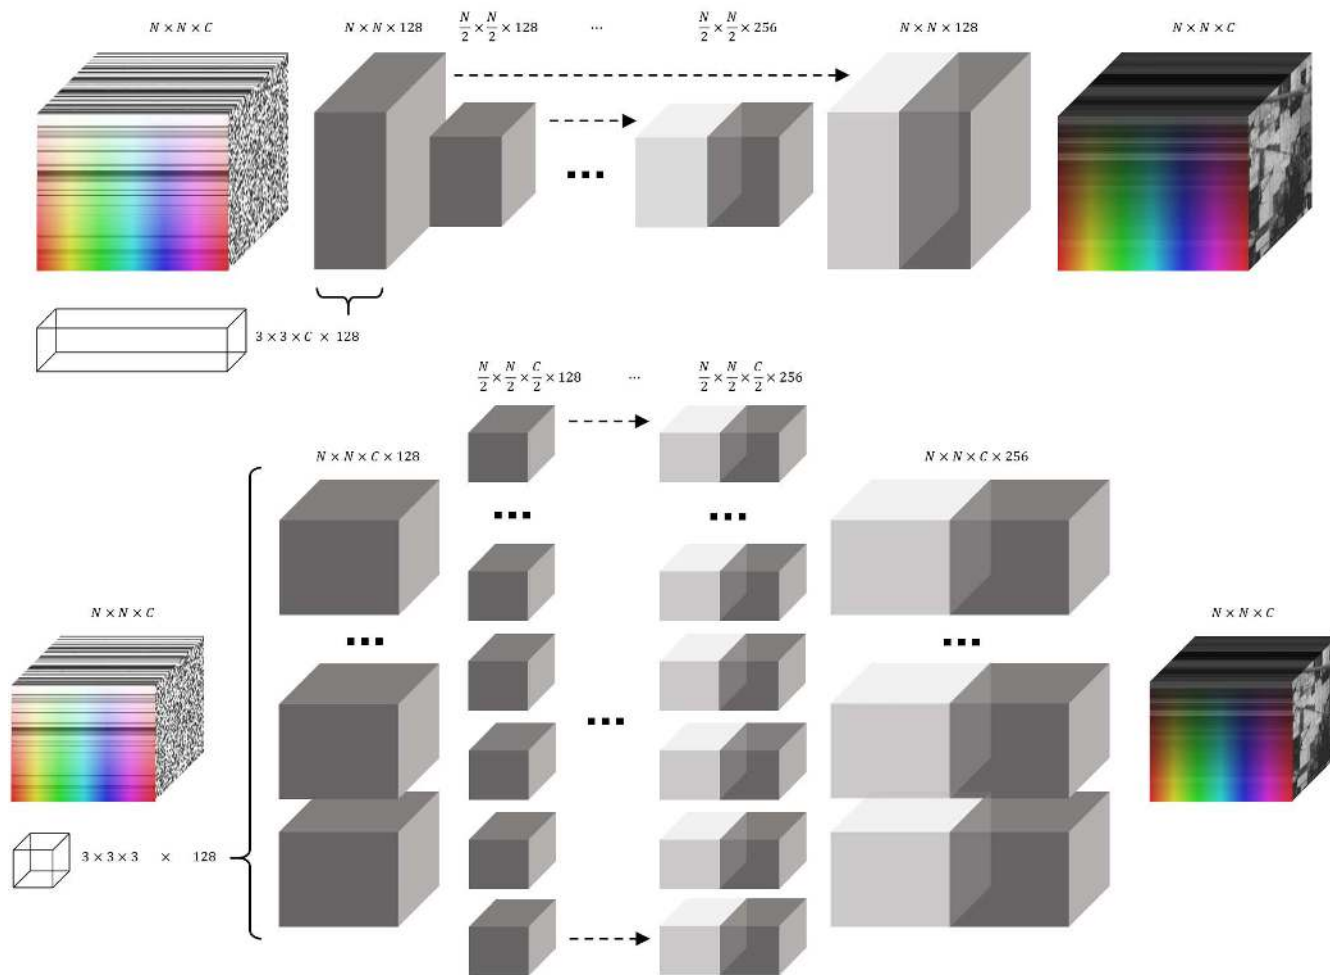 N × N × C
N × N × 128
N/2 × N/2 × 128
...
N/2 × N/2 × 256
N × N × 128
N × N × C
3 × 3 × C × 128
N/2 × N/2 × C/2 × 128
...
N/2 × N/2 × C/2 × 256
N × N × C × 128
N × N × C × 256
N × N × C
N × N × C
3 × 3 × 3 × 128